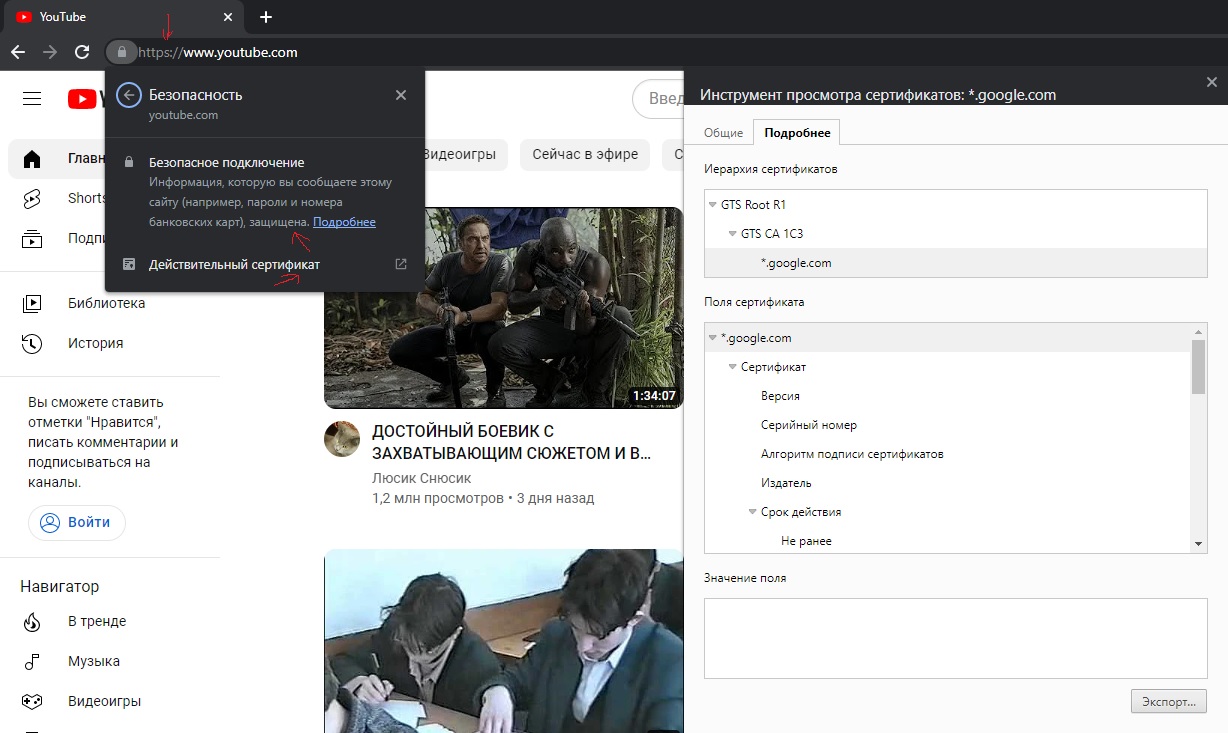 YouTube
https://www.youtube.com
Безопасность
youtube.com
Безопасное подключение
Информация, которую вы сообщаете этому
сайту (например, пароли и номера
банковских карт), защищена. Подробнее
Действительный сертификат
Введ
Главн
Shorts
Подпи
Библиотека
История
Вы сможете ставить
отметки "Нравится",
писать комментарии и
подписываться на
каналы.
Войти
Навигатор
В тренде
Музыка
Видеоигры
Видеоигры
Сейчас в эфире
С
1:34:07
ДОСТОЙНЫЙ БОЕВИК С
ЗАХВАТЫВАЮЩИМ СЮЖЕТОМ И В...
Люсик Снюсик
1,2 млн просмотров • 3 дня назад
Инструмент просмотра сертификатов: *.google.com
Общие
Подробнее
Иерархия сертификатов
GTS Root R1
GTS CA 1C3
*.google.com
Поля сертификата
*.google.com
Сертификат
Версия
Серийный номер
Алгоритм подписи сертификатов
Издатель
Срок действия
Не ранее
Значение поля
Экспорт...